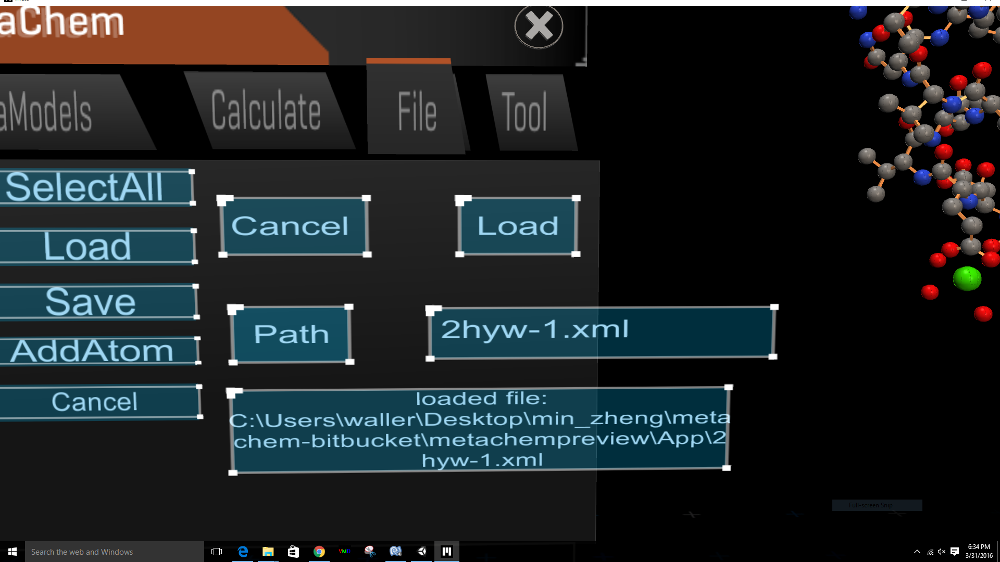 aChem
aModels
Calculate
File
Tool
SelectAll
Load
Save
AddAtom
Cancel
Cancel
Load
Path
2hyw-1.xml
loaded file:
C:\Users\waller\Desktop\min_zheng\meta
chem-bitbucket\metachempreview\App\2
hyw-1.xml
Full-screen Snip
Search the web and Windows
VMD
6:34 PM
3/31/2016